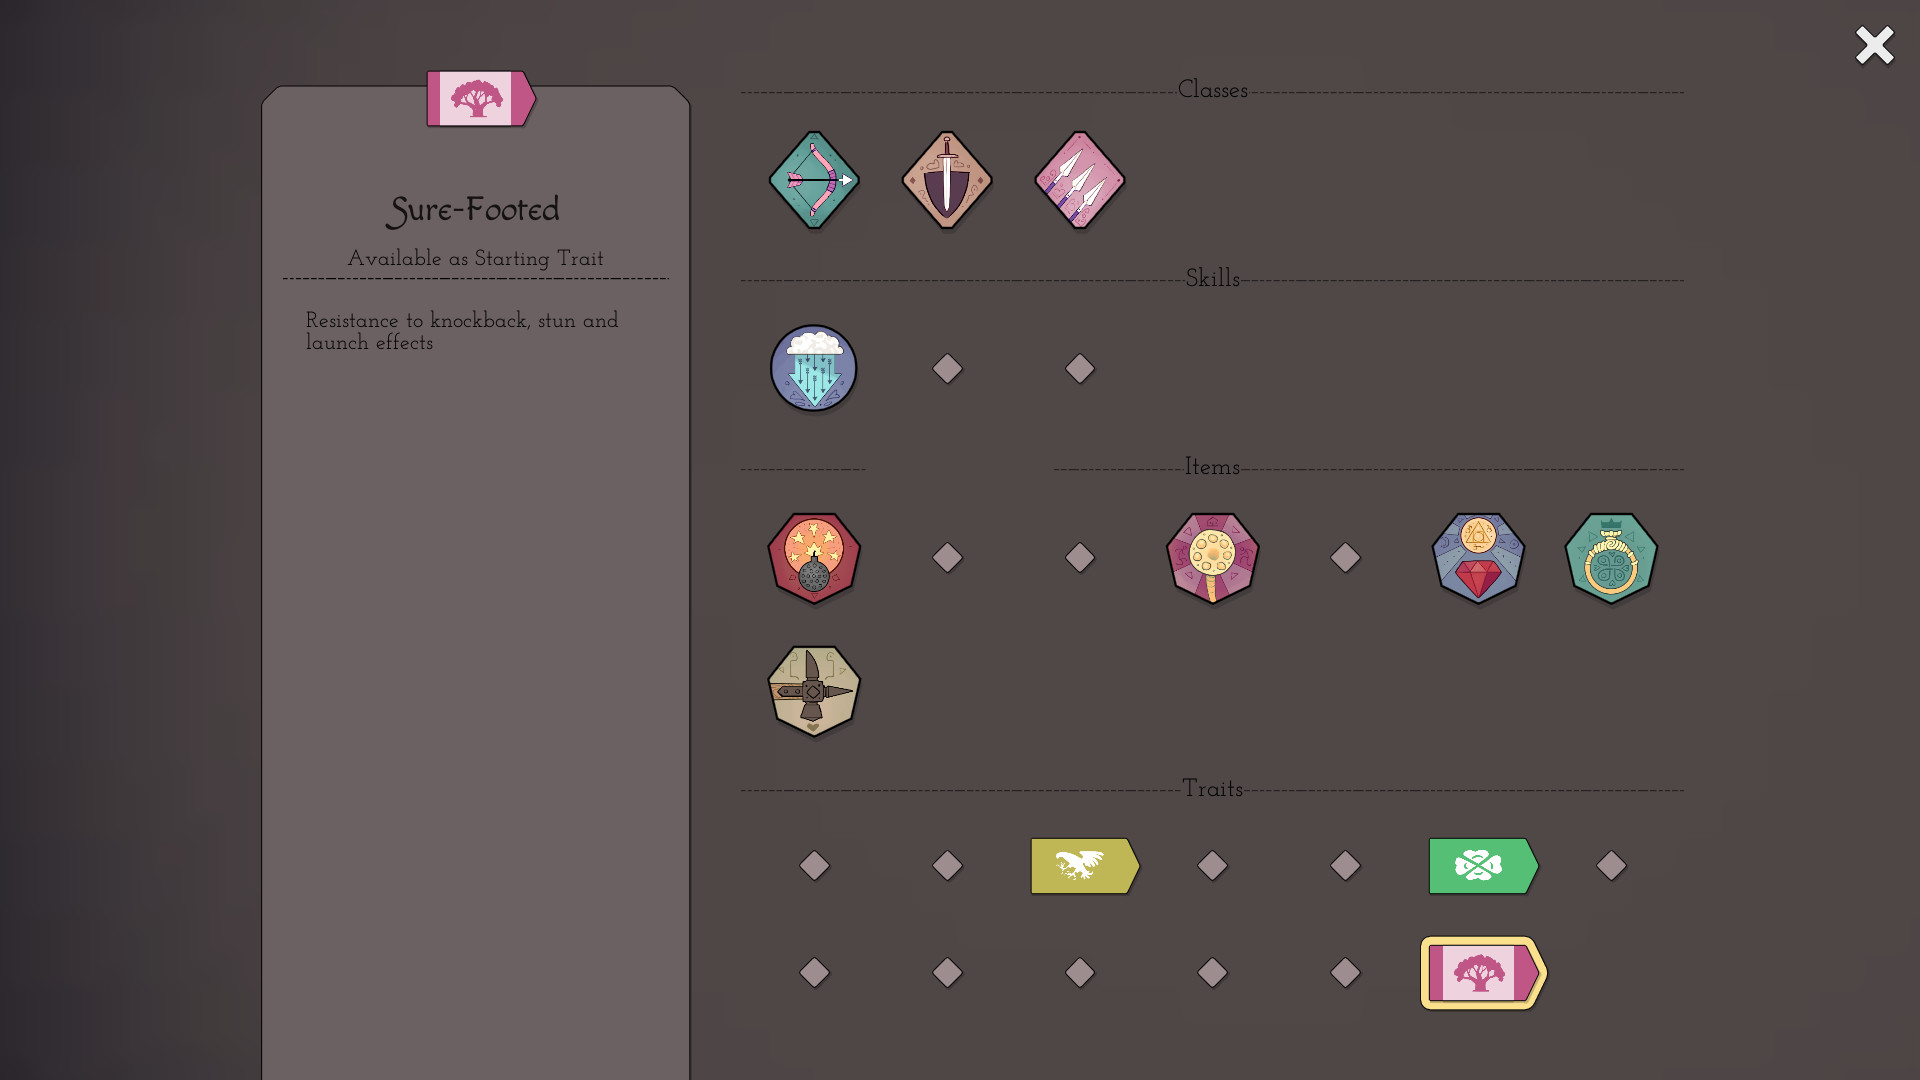 Sure-Footed
Available as Starting Trait
Resistance to knockback, stun and
launch effects
Classes
Skills
Items
Traits